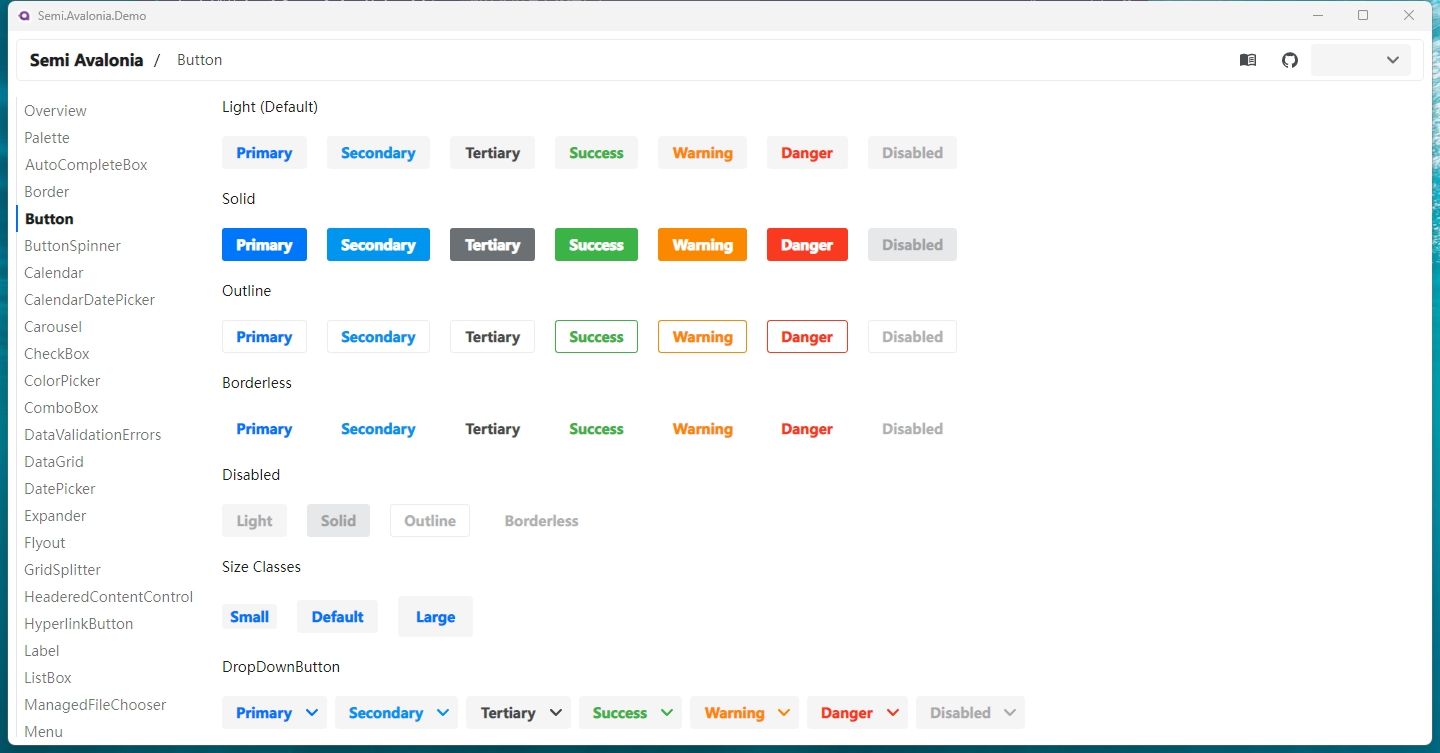 Semi.Avalonia.Demo
Semi Avalonia / Button
Overview
Palette
AutoCompleteBox
Border
Button
ButtonSpinner
Calendar
CalendarDatePicker
Carousel
CheckBox
ColorPicker
ComboBox
DataValidationErrors
DataGrid
DatePicker
Expander
Flyout
GridSplitter
HeaderedContentControl
HyperlinkButton
Label
ListBox
ManagedFileChooser
Menu
Light (Default)
Primary Secondary Tertiary Success Warning Danger Disabled
Solid
Primary Secondary Tertiary Success Warning Danger Disabled
Outline
Primary Secondary Tertiary Success Warning Danger Disabled
Borderless
Primary Secondary Tertiary Success Warning Danger Disabled
Disabled
Light Solid Outline Borderless
Size Classes
Small Default Large
DropDownButton
Primary Secondary Tertiary Success Warning Danger Disabled